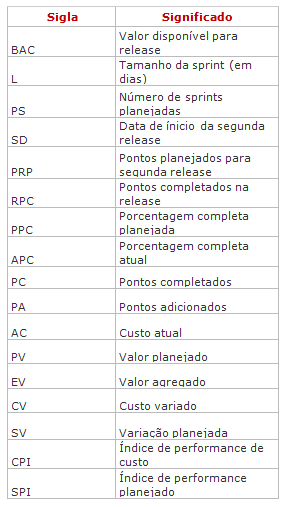 Sigla Significado
Valor disponível para
BAC release
Tamanho da sprint (em
L dias)
Número de sprints
PS planejadas
Data de ínicio da segunda
SD release
Pontos planejados para
PRP segunda release
Pontos completados na
RPC release
Porcentagem completa
PPC planejada
Porcentagem completa
APC atual
PC Pontos completados
PA Pontos adicionados
AC Custo atual
PV Valor planejado
EV Valor agregado
CV Custo variado
SV Variação planejada
Índice de performance de
CPI custo
Índice de performance
SPI planejado